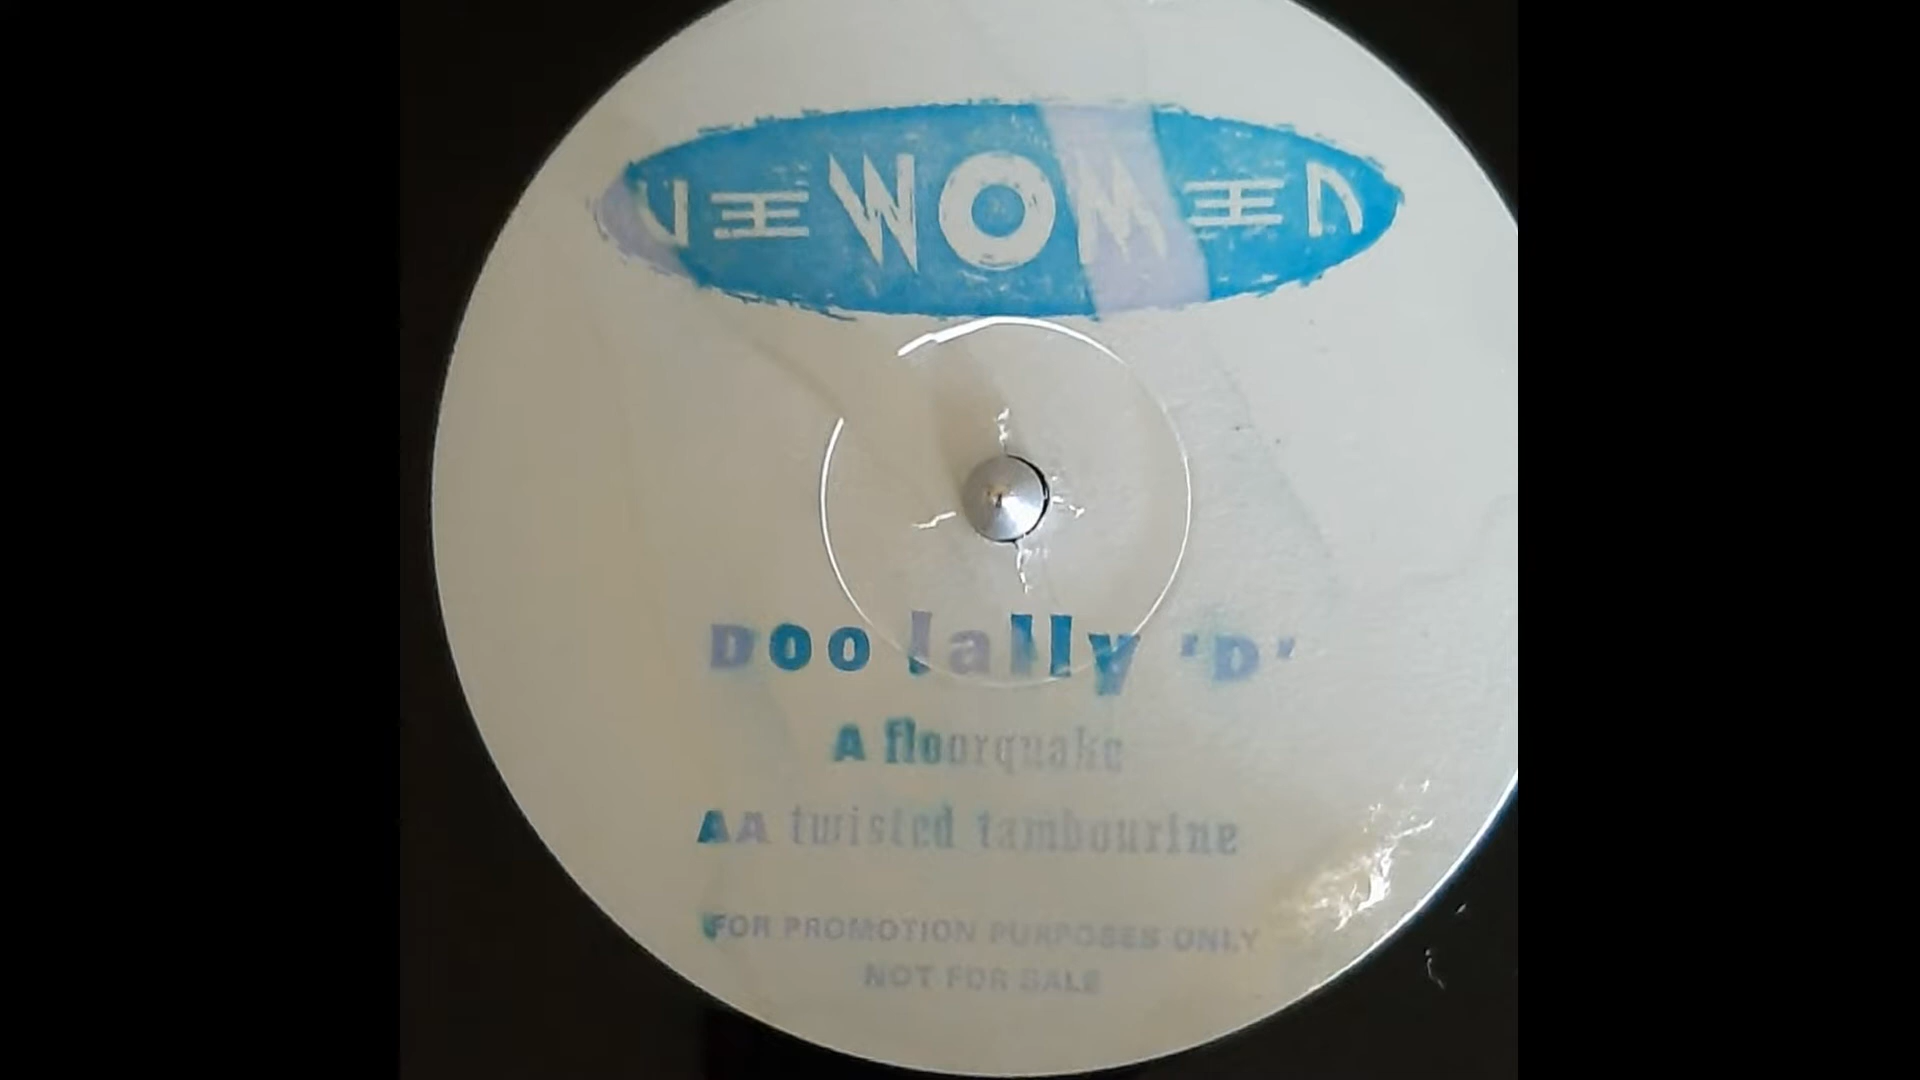 NEWOMEN
Doo lally 'D'
A floorquake
AA twisted tambourine
FOR PROMOTION PURPOSES ONLY
NOT FOR SALE